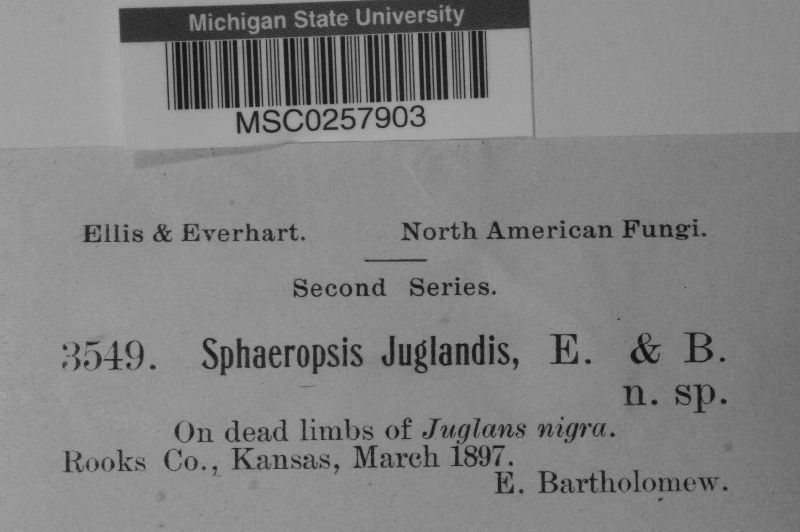 Michigan State University
MSC0257903
Ellis & Everhart. North American Fungi.
Second Series.
3549. Sphaeropsis Juglandis, E. & B.
n. sp.
On dead limbs of Juglans nigra.
Rooks Co., Kansas, March 1897.
E. Bartholomew.